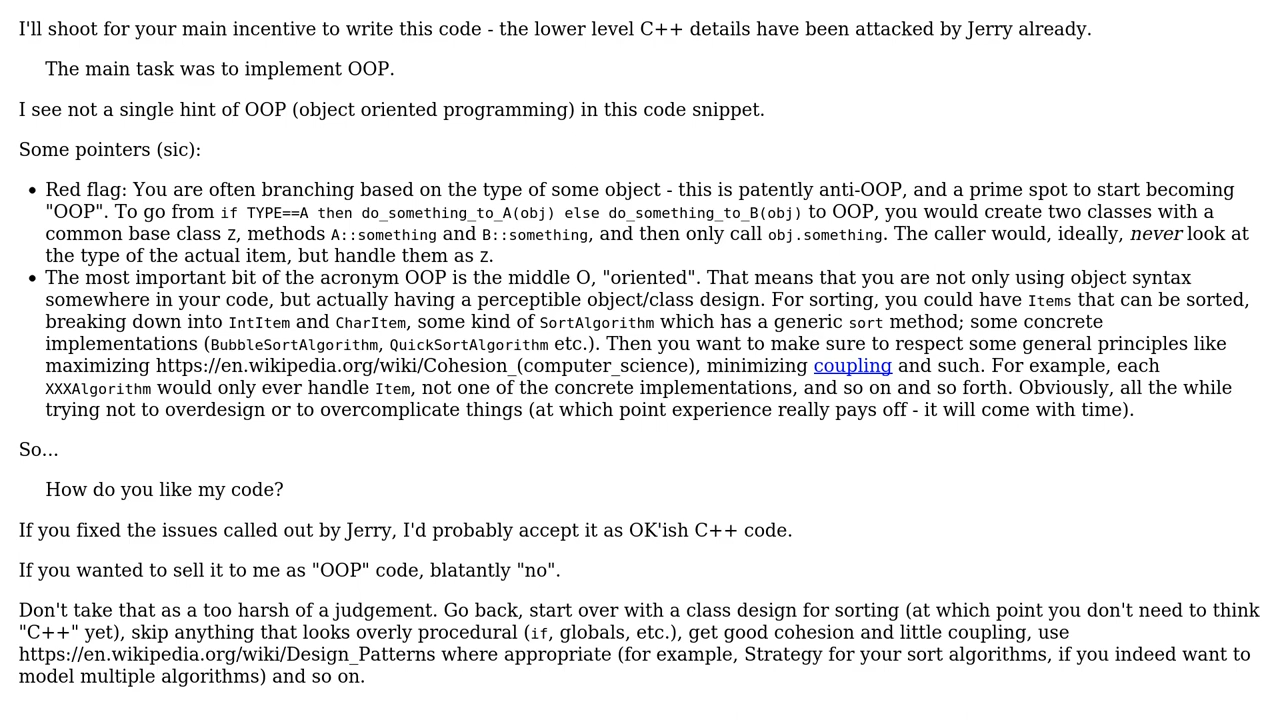 I'll shoot for your main incentive to write this code - the lower level C++ details have been attacked by Jerry already.
The main task was to implement OOP.
I see not a single hint of OOP (object oriented programming) in this code snippet.
Some pointers (sic):
• Red flag: You are often branching based on the type of some object - this is patently anti-OOP, and a prime spot to start becoming
"OOP". To go from if TYPE==A then do_something_to_A(obj) else do_something_to_B(obj) to OOP, you would create two classes with a
common base class Z, methods A::something and B::something, and then only call obj.something. The caller would, ideally, never look at
the type of the actual item, but handle them as Z.
• The most important bit of the acronym OOP is the middle O, "oriented". That means that you are not only using object syntax
somewhere in your code, but actually having a perceptible object/class design. For sorting, you could have Items that can be sorted,
breaking down into IntItem and CharItem, some kind of SortAlgorithm which has a generic sort method; some concrete
implementations (BubbleSortAlgorithm, QuickSortAlgorithm etc.). Then you want to make sure to respect some general principles like
maximizing https://en.wikipedia.org/wiki/Cohesion_(computer_science), minimizing coupling and such. For example, each
XXXAlgorithm would only ever handle Item, not one of the concrete implementations, and so on and so forth. Obviously, all the while
trying not to overdesign or to overcomplicate things (at which point experience really pays off - it will come with time).
So...
How do you like my code?
If you fixed the issues called out by Jerry, I'd probably accept it as OK'ish C++ code.
If you wanted to sell it to me as "OOP" code, blatantly "no".
Don't take that as a too harsh of a judgement. Go back, start over with a class design for sorting (at which point you don't need to think
"C++" yet), skip anything that looks overly procedural (if, globals, etc.), get good cohesion and little coupling, use
https://en.wikipedia.org/wiki/Design_Patterns where appropriate (for example, Strategy for your sort algorithms, if you indeed want to
model multiple algorithms) and so on.